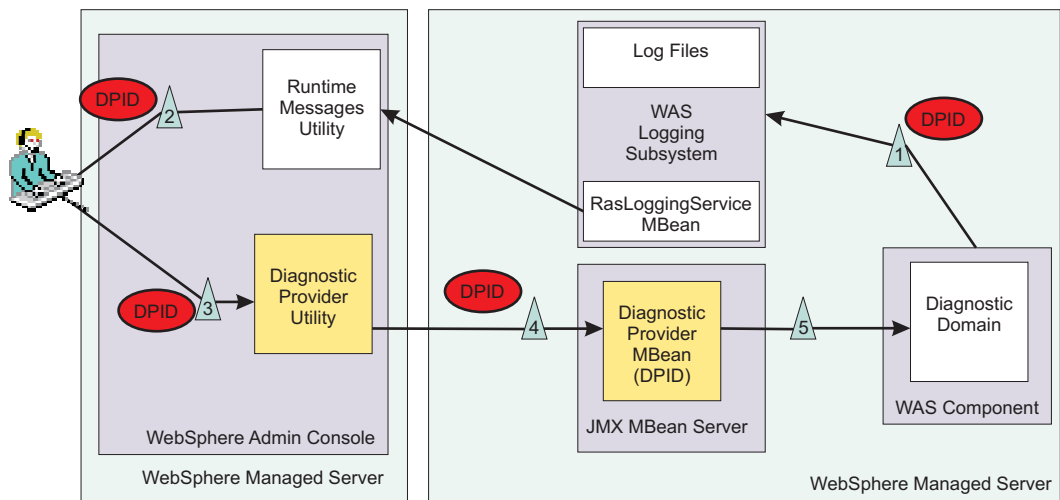 Log Files
DPID
2
Runtime
Messages
Utility
WAS
Logging
Subsystem
DPID
1
RasLoggingService
MBean
DPID
3
Diagnostic
Provider
Utility
DPID
4
Diagnostic
Provider
MBean
(DPID)
5
Diagnostic
Domain
WAS Component
JMX MBean Server
WebSphere Admin Console
WebSphere Managed Server
WebSphere Managed Server